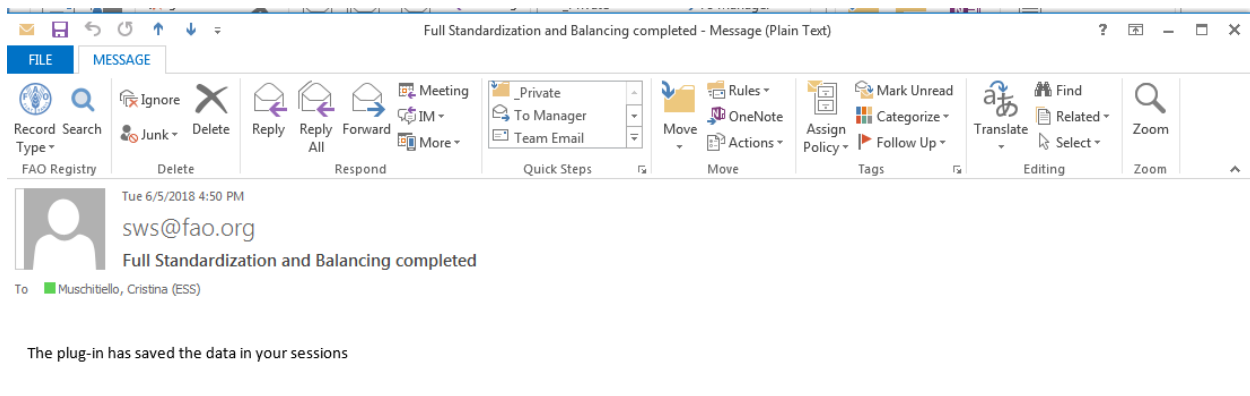 Full Standardization and Balancing completed - Message (Plain Text)
?
FILE
MESSAGE
Record Type
Search
Ignore
Junk
Delete
Reply
Reply All
Forward
Meeting
IM
More
_Private
To Manager
Team Email
Move
Rules
OneNote
Actions
Assign Policy
Mark Unread
Categorize
Follow Up
Translate
Find
Related
Select
Zoom
FAO Registry
Delete
Respond
Quick Steps
Move
Tags
Editing
Zoom
Tue 6/5/2018 4:50 PM
sws@fao.org
Full Standardization and Balancing completed
To Muschitiello, Cristina (ESS)
The plug-in has saved the data in your sessions